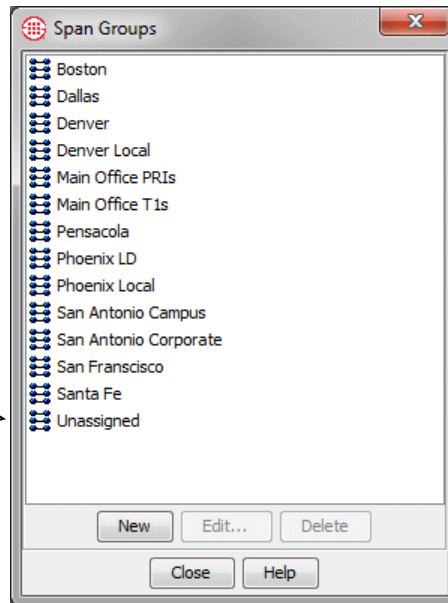 Span Groups
Boston
Dallas
Denver
Denver Local
Main Office PRIs
Main Office T1s
Pensacola
Phoenix LD
Phoenix Local
San Antonio Campus
San Antonio Corporate
San Franscisco
Santa Fe
Unassigned
New Edit... Delete
Close Help